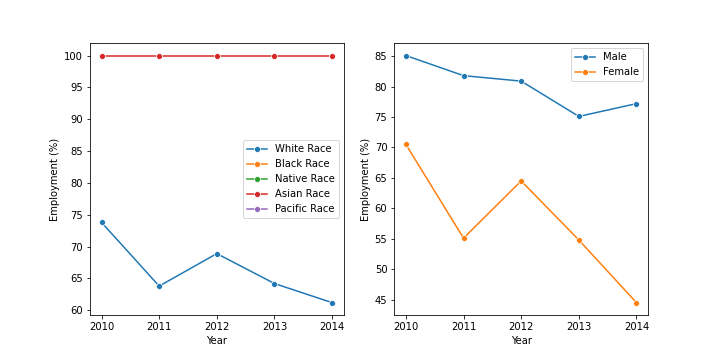 100
95
90
85
80
75
70
65
60
Employment (%)
2010 2011 2012 2013 2014
Year
White Race
Black Race
Native Race
Asian Race
Pacific Race
85
80
75
70
65
60
55
50
45
Employment (%)
2010 2011 2012 2013 2014
Year
Male
Female